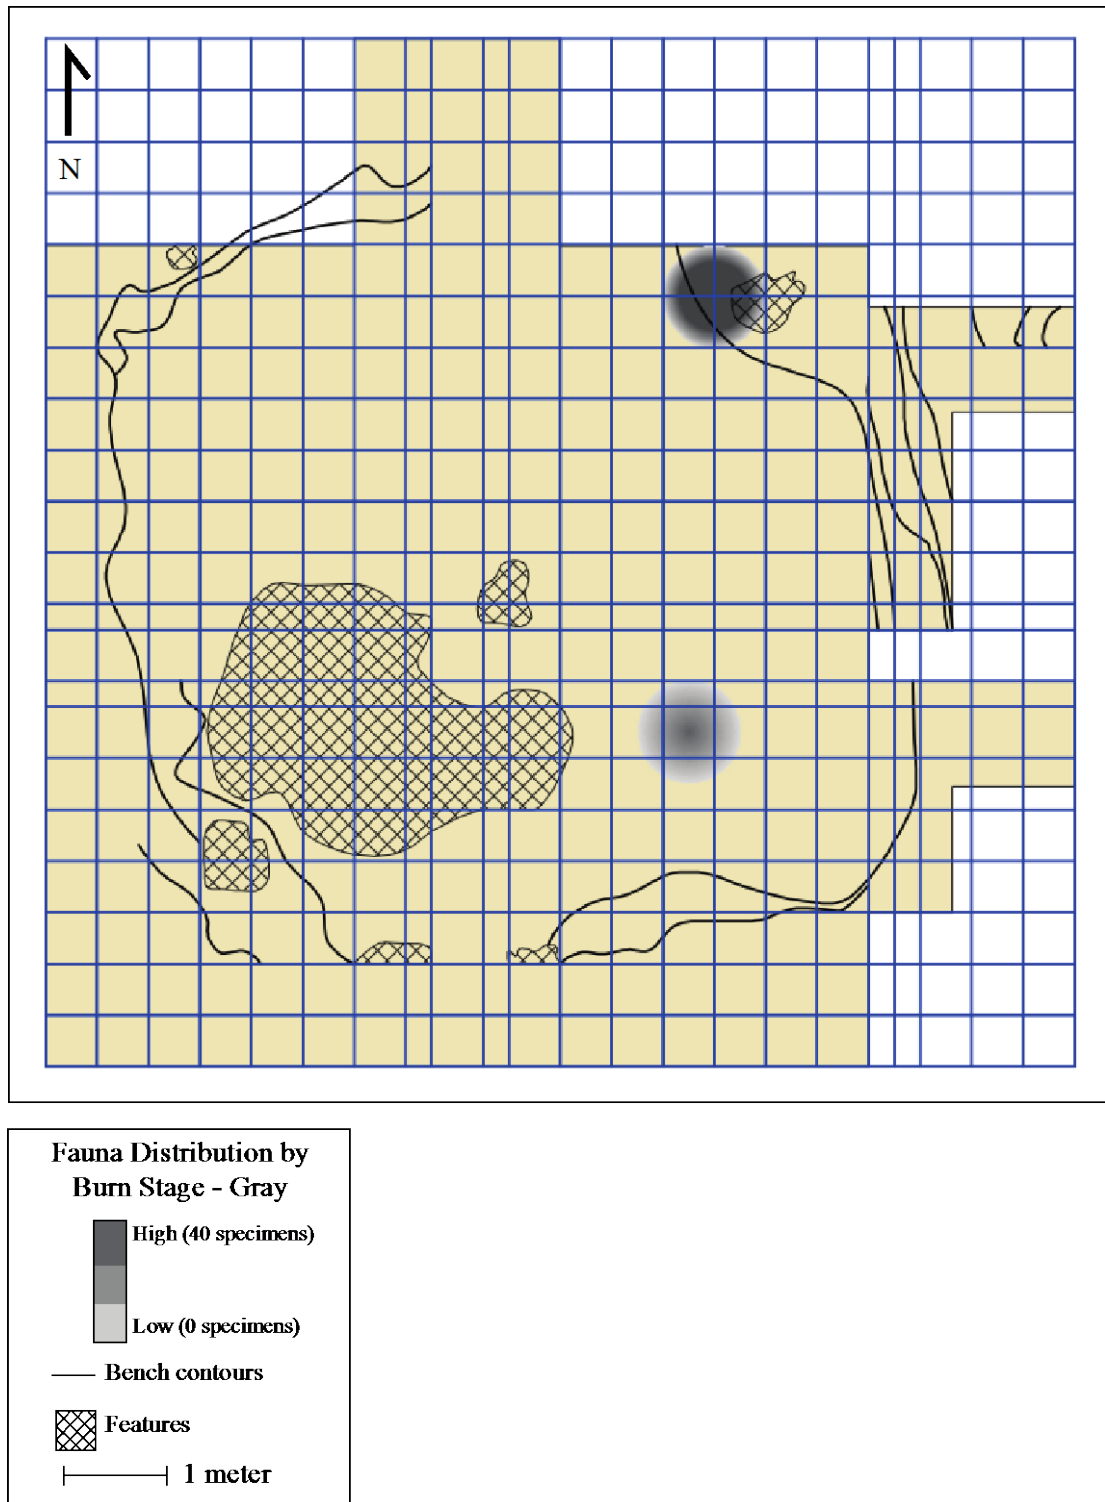 N
Fauna Distribution by
Burn Stage - Gray
High (40 specimens)
Low (0 specimens)
Bench contours
Features
1 meter